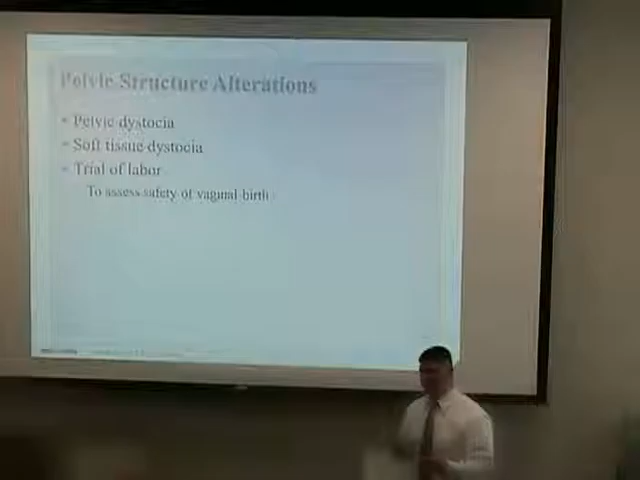 Pelvic Structure Alterations
- Pelvic dystocia
- Soft tissue dystocia
- Trial of labor
To assess safety of vaginal birth